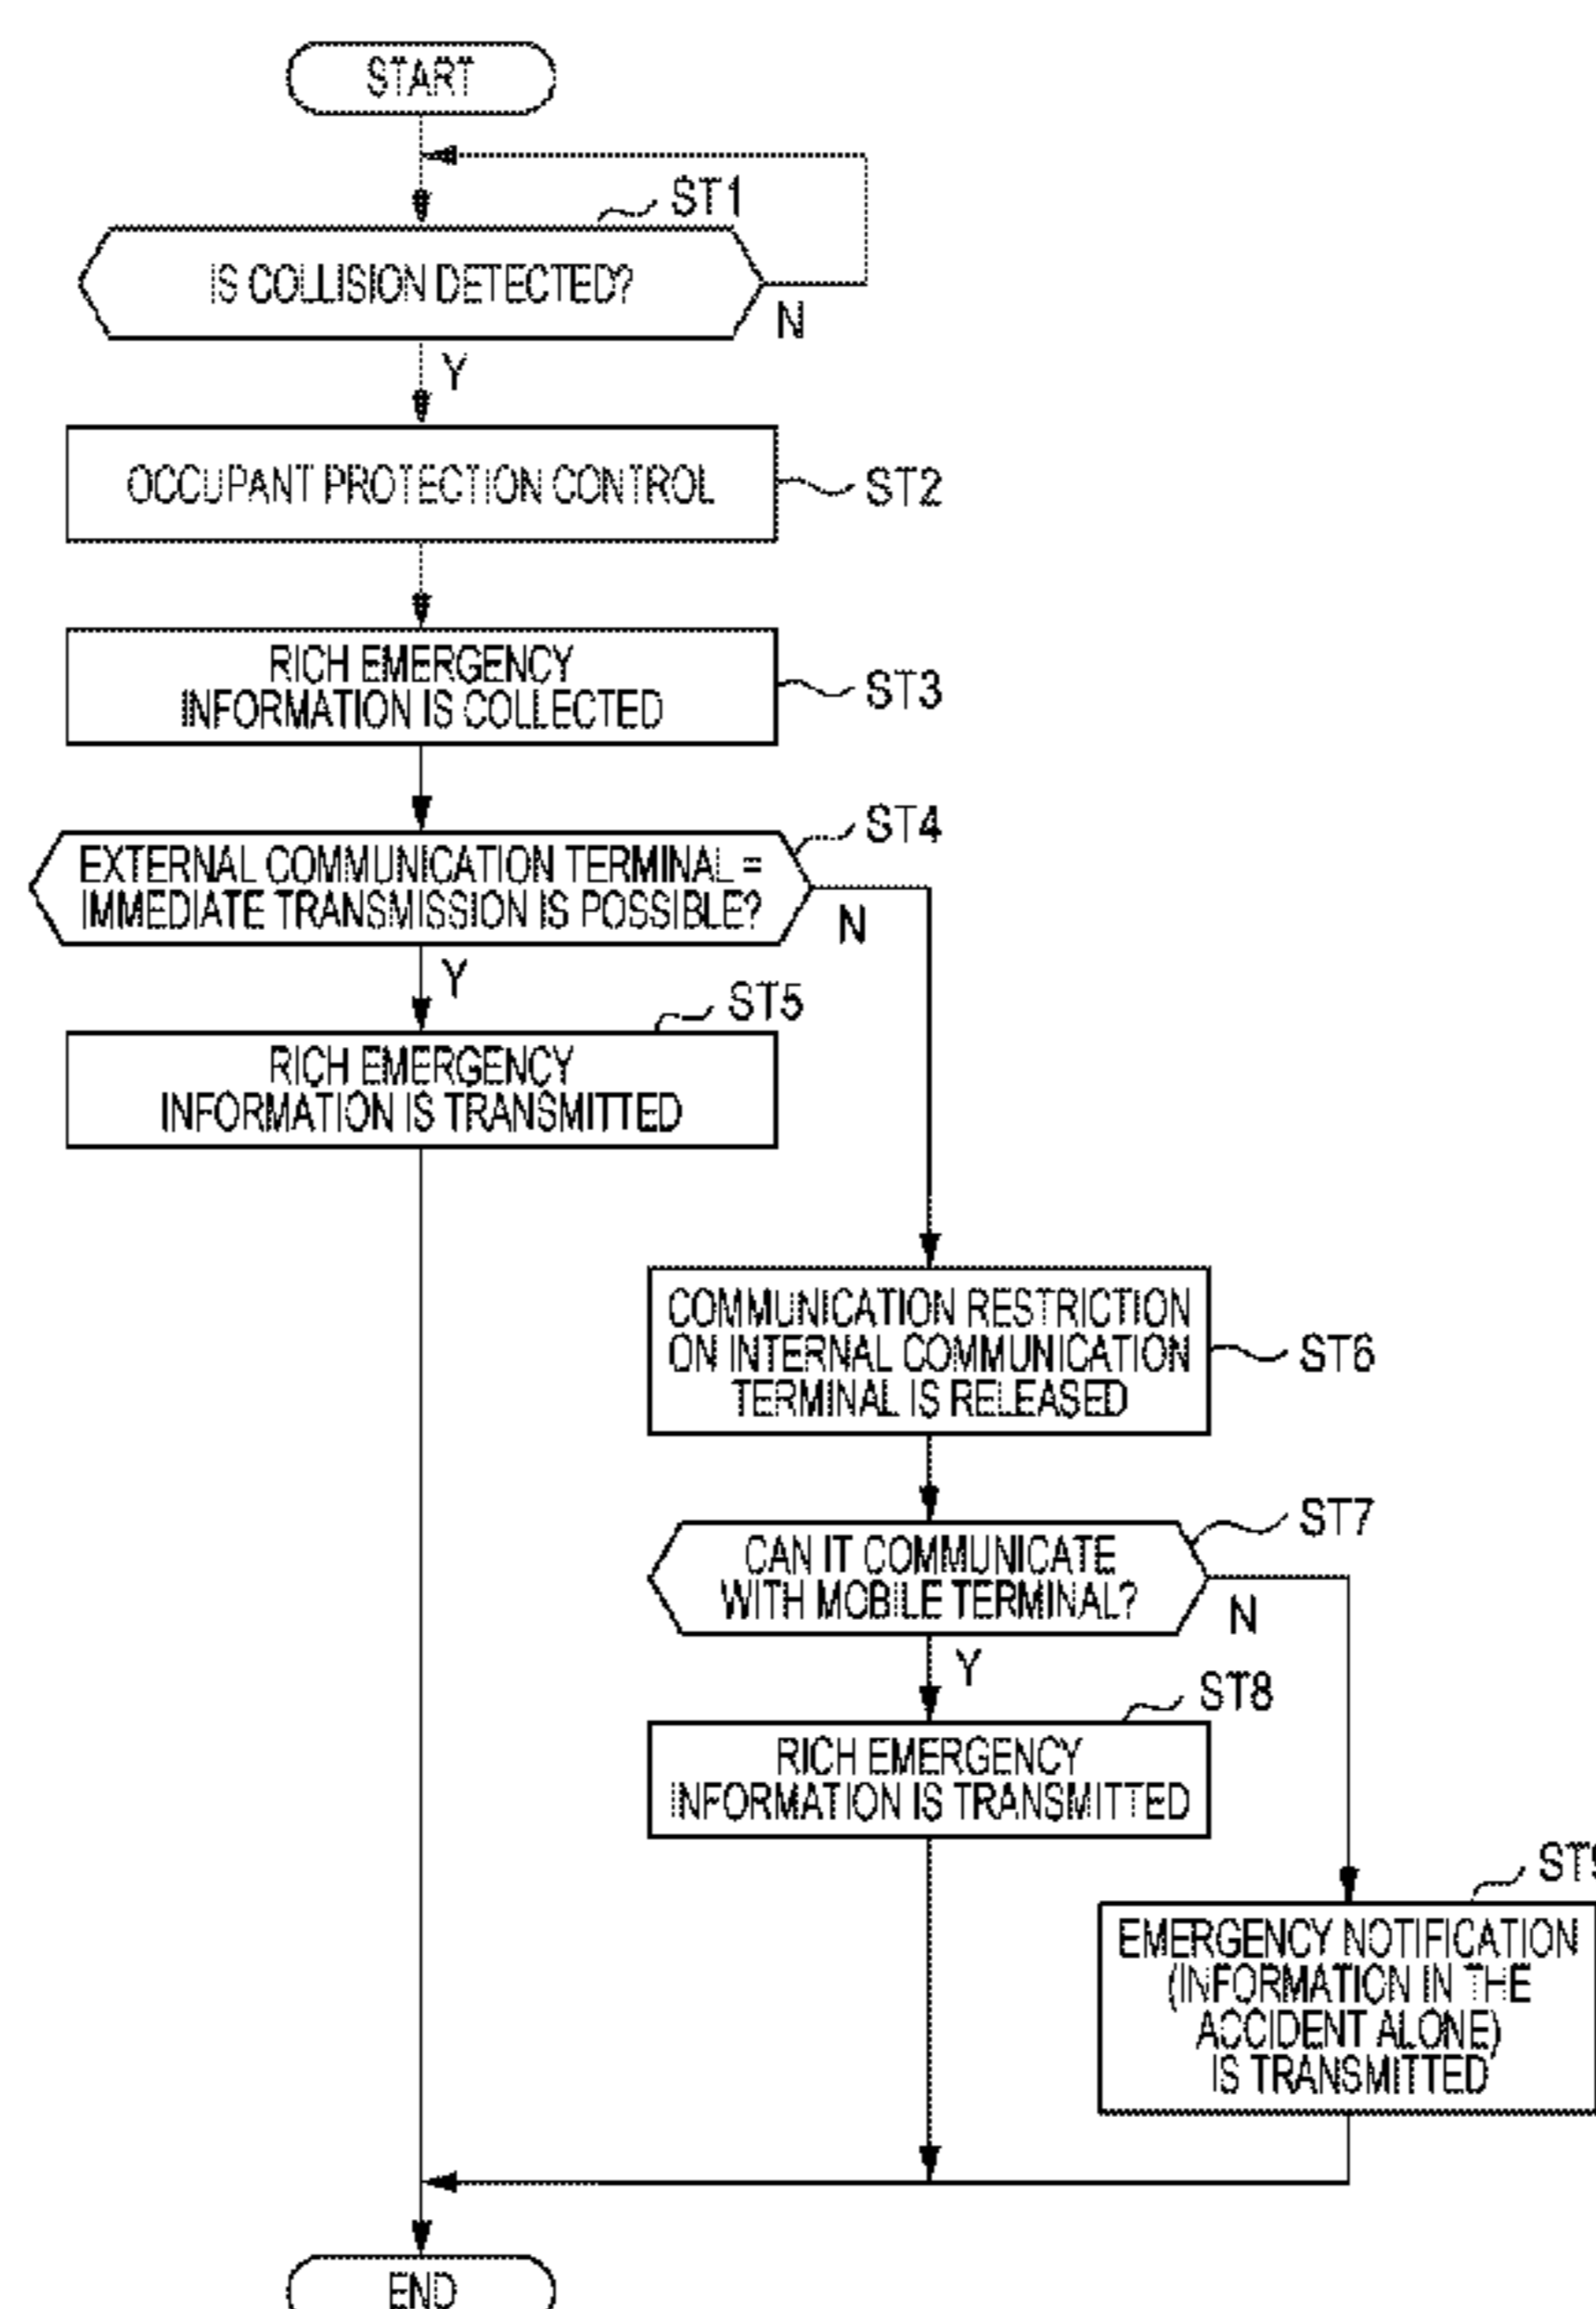 START
ST1
IS COLLISION DETECTED?
N
Y
OCCUPANT PROTECTION CONTROL
ST2
RICH EMERGENCY
INFORMATION IS COLLECTED
ST3
ST4
EXTERNAL COMMUNICATION TERMINAL =
IMMEDIATE TRANSMISSION IS POSSIBLE?
N
Y
ST5
RICH EMERGENCY
INFORMATION IS TRANSMITTED
COMMUNICATION RESTRICTION
ON INTERNAL COMMUNICATION
TERMINAL IS RELEASED
ST6
ST7
CAN IT COMMUNICATE
WITH MOBILE TERMINAL?
N
Y
ST8
RICH EMERGENCY
INFORMATION IS TRANSMITTED
ST9
EMERGENCY NOTIFICATION
(INFORMATION IN THE
ACCIDENT ALONE)
IS TRANSMITTED
END